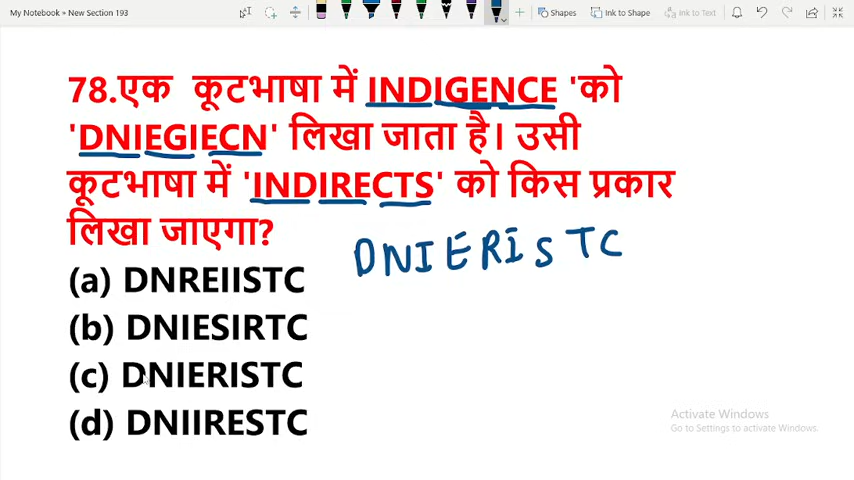 My Notebook » New Section 193
Shapes
Ink to Shape
Ink to Text
78.एक कूटभाषा में INDIGENCE 'को
'DNIEGIECN' लिखा जाता है। उसी
कूटभाषा में 'INDIRECTS' को किस प्रकार
लिखा जाएगा?
DNIERISTC
(a) DNREIISTC
(b) DNIESIRTC
(c) DNIERISTC
(d) DNIIRESTC
Activate Windows
Go to Settings to activate Windows.